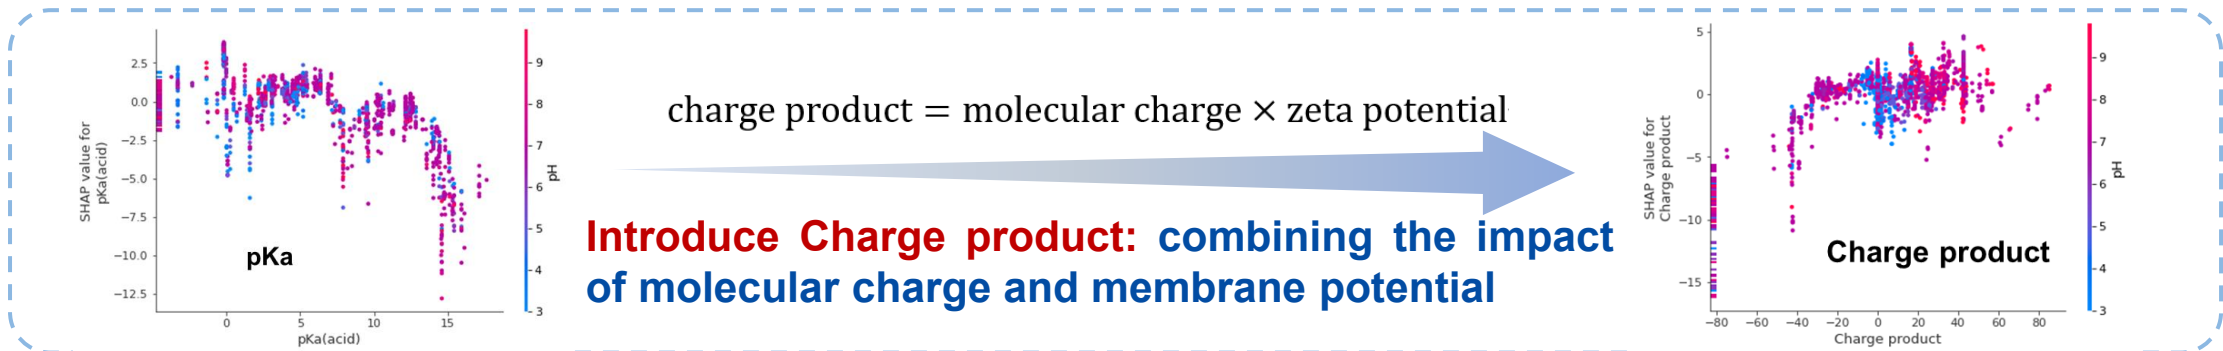 2.5
0.0
−2.5
−5.0
−7.5
−10.0
−12.5
SHAP value for
pKa(acid)
pKa
0 5 10 15
pKa(acid)
9
8
7
6
5
4
3
pH
charge product = molecular charge × zeta potential
Introduce Charge product: combining the impact
of molecular charge and membrane potential
5
0
−5
−10
−15
SHAP value for
Charge product
Charge product
−80 −60 −40 −20 0 20 40 60 80
Charge product
9
8
7
6
5
4
3
pH